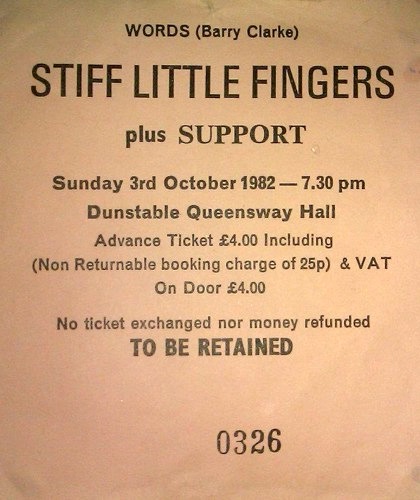 WORDS (Barry Clarke)
STIFF LITTLE FINGERS
plus SUPPORT
Sunday 3rd October 1982 — 7.30 pm
Dunstable Queensway Hall
Advance Ticket £4.00 Including
(Non Returnable booking charge of 25p) & VAT
On Door £4.00
No ticket exchanged nor money refunded
TO BE RETAINED
0326